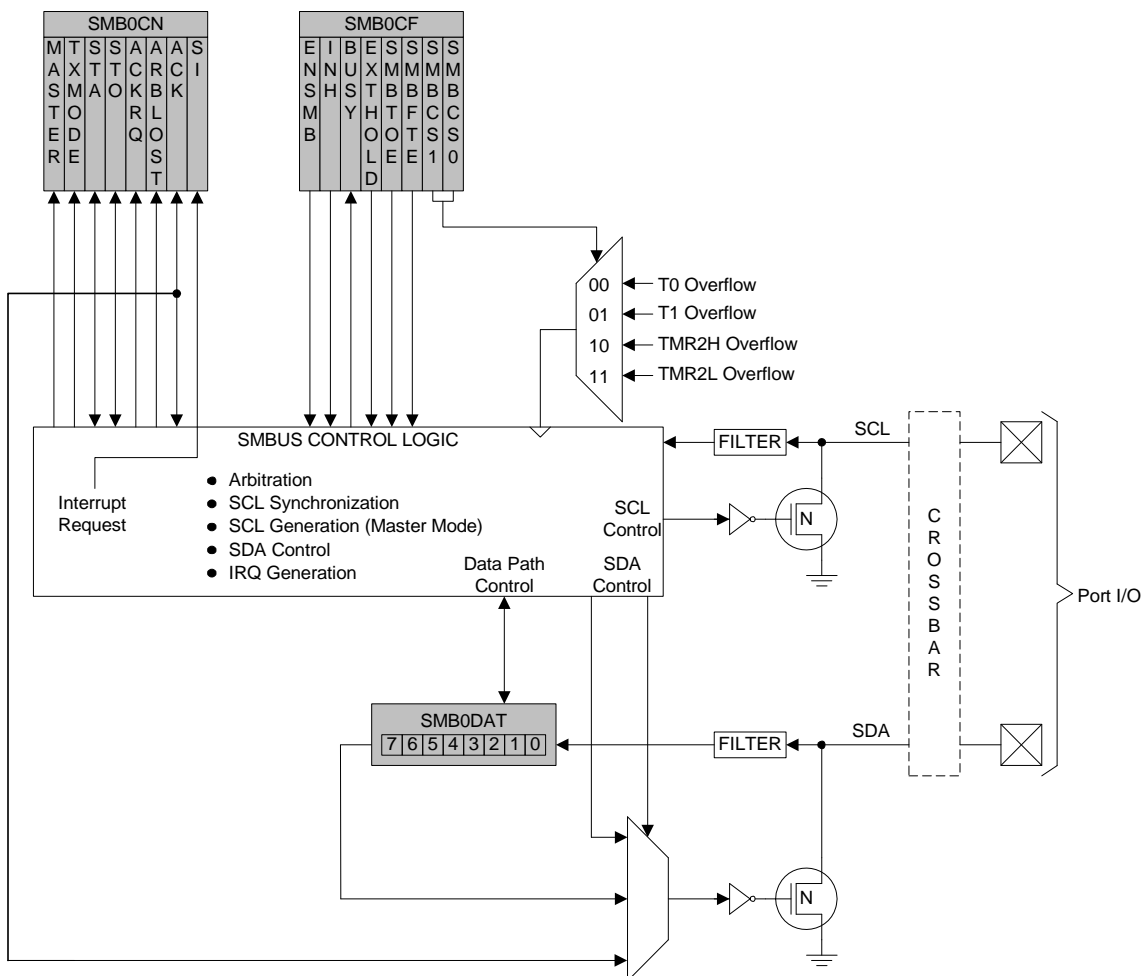 SMB0CN
MASTER
TXMODE
STA
STO
ACKRQ
ARBLOST
ACK
SI
SMB0CF
ENSMB
INH
BUSY
EXTHOLD
SMBTOE
SMBFTE
SMBCS1
SMBCS0
00
01
10
11
T0 Overflow
T1 Overflow
TMR2H Overflow
TMR2L Overflow
SMBUS CONTROL LOGIC
Arbitration
SCL Synchronization
SCL Generation (Master Mode)
SDA Control
IRQ Generation
Interrupt
Request
SCL
Control
Data Path
Control
SDA
Control
FILTER
SCL
N
CROSSBAR
Port I/O
SMB0DAT
7 6 5 4 3 2 1 0
FILTER
SDA
N